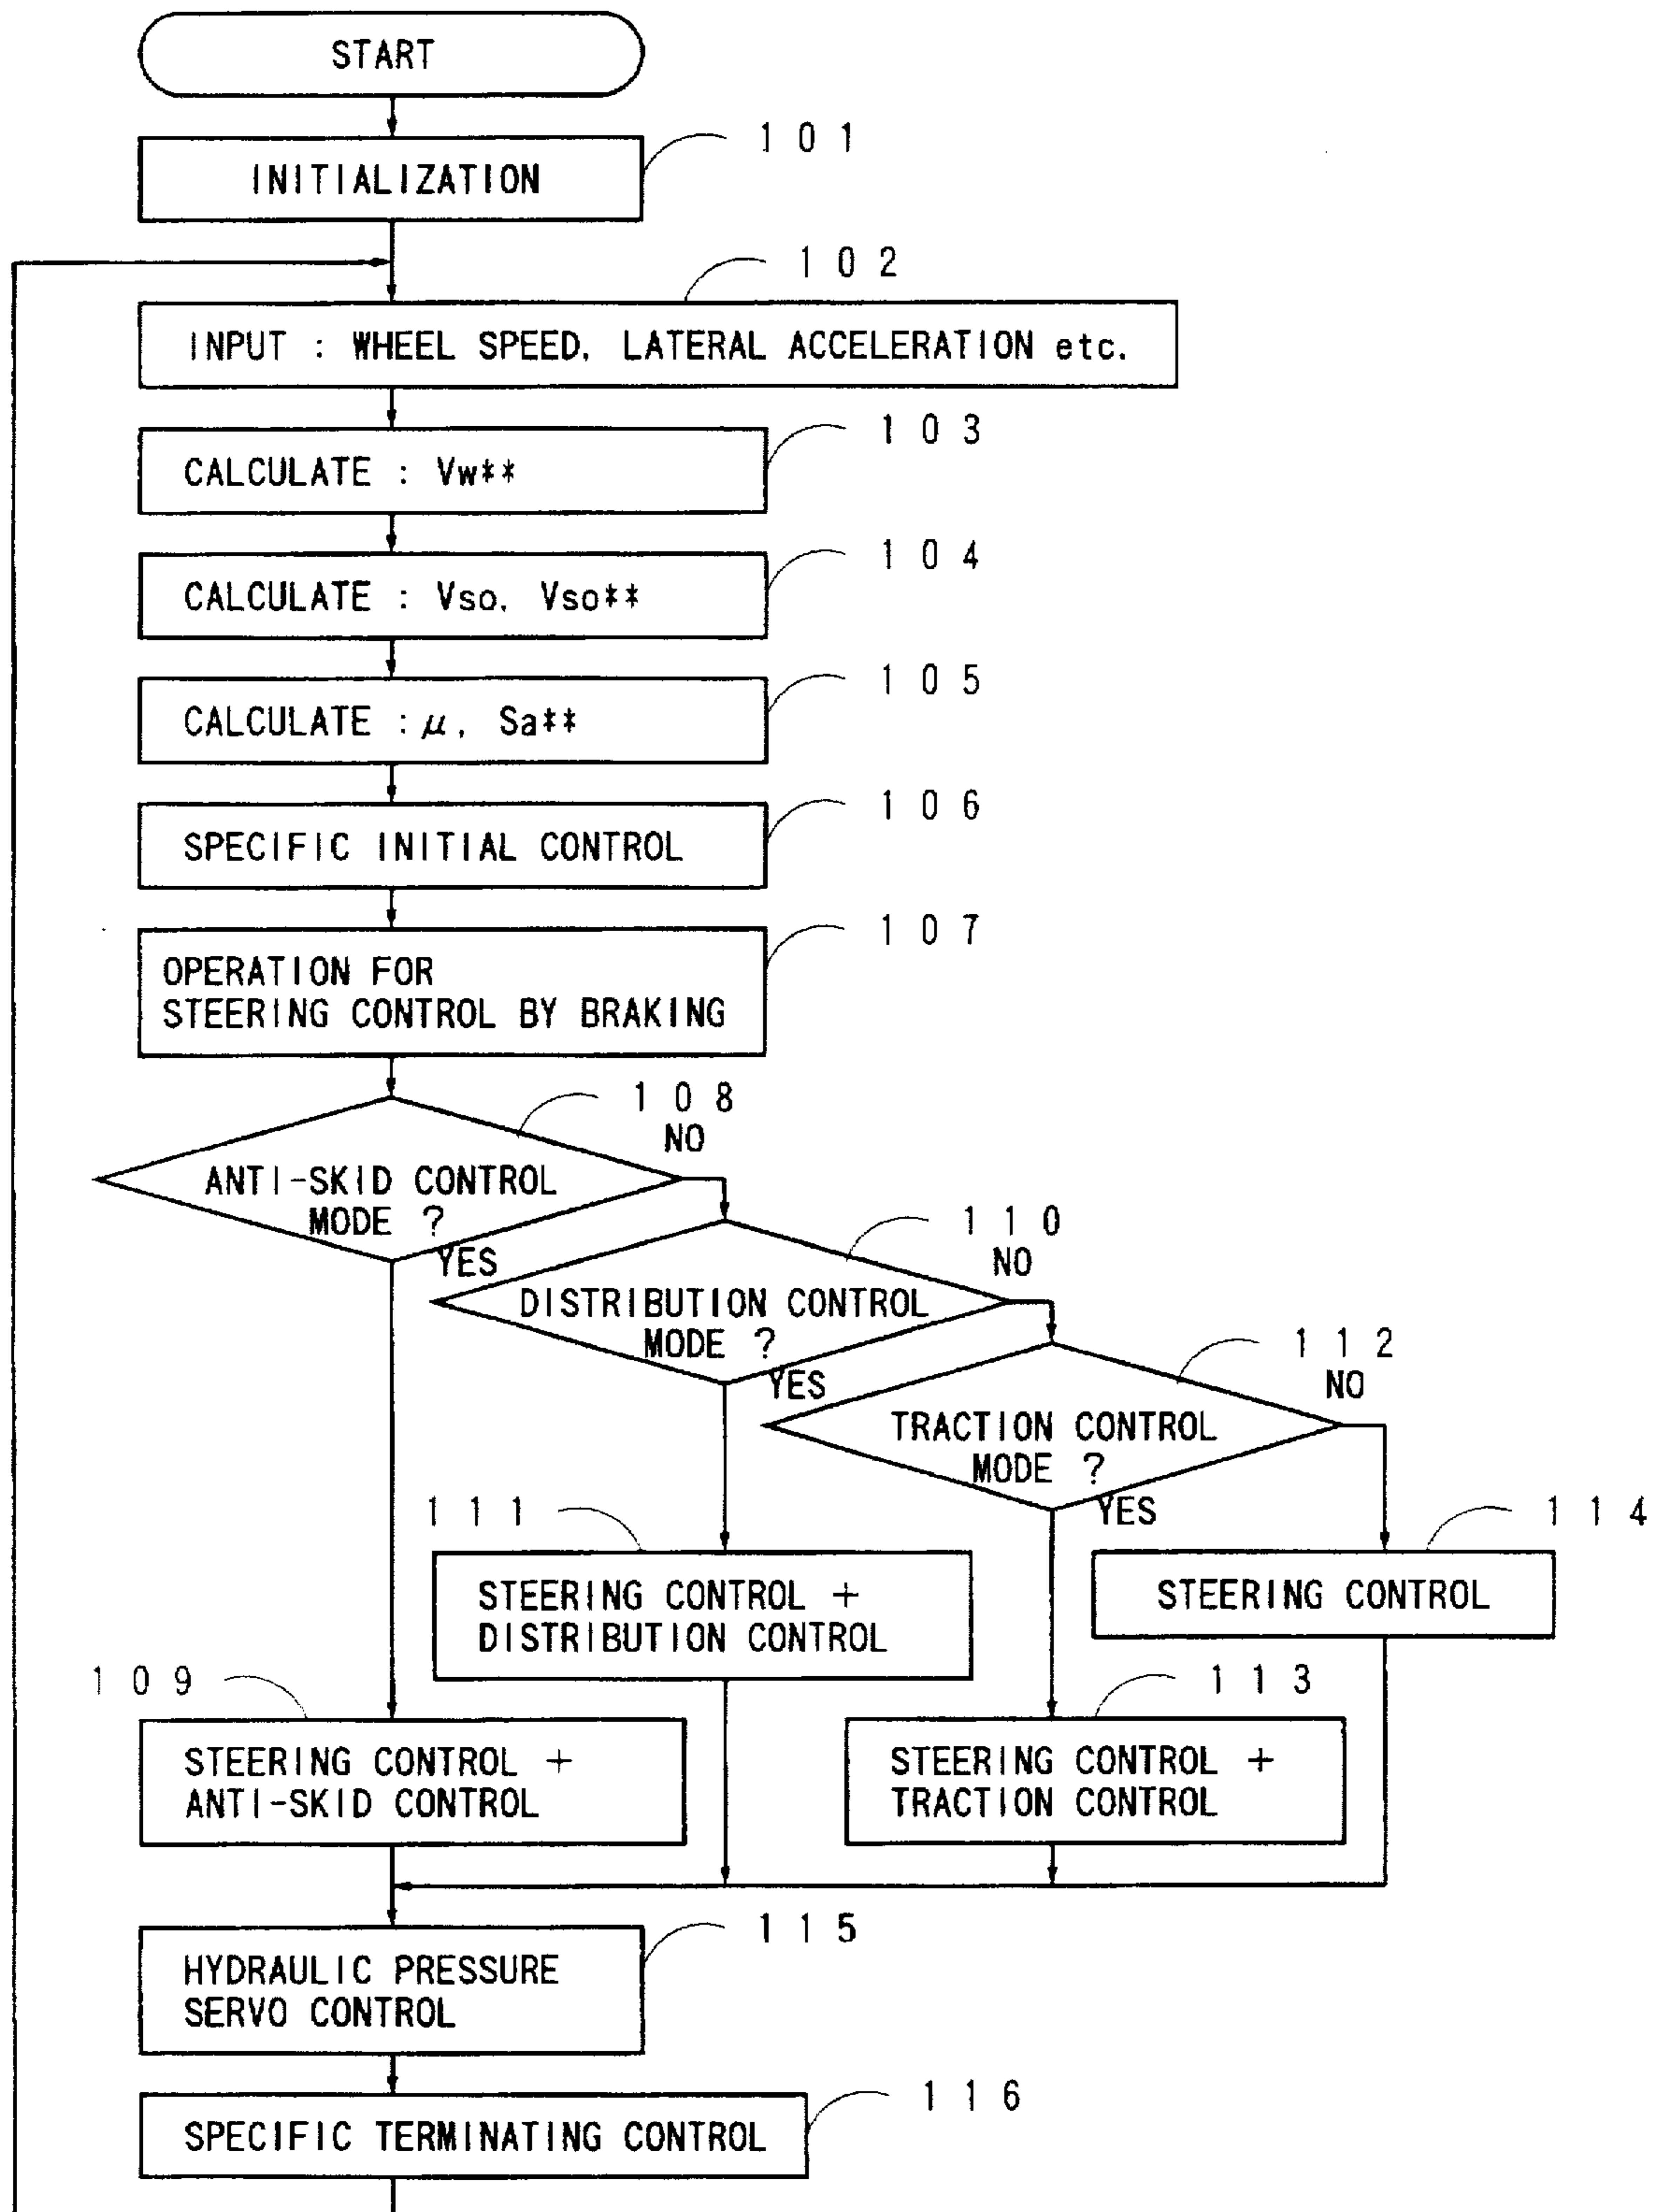 START
101
INITIALIZATION
102
INPUT : WHEEL SPEED, LATERAL ACCELERATION etc.
103
CALCULATE : Vw**
104
CALCULATE : Vso, Vso**
105
CALCULATE : μ, Sa**
106
SPECIFIC INITIAL CONTROL
107
OPERATION FOR
STEERING CONTROL BY BRAKING
108
NO
ANTI-SKID CONTROL
MODE ?
YES
110
NO
DISTRIBUTION CONTROL
MODE ?
YES
112
NO
TRACTION CONTROL
MODE ?
YES
111
STEERING CONTROL +
DISTRIBUTION CONTROL
114
STEERING CONTROL
109
STEERING CONTROL +
ANTI-SKID CONTROL
113
STEERING CONTROL +
TRACTION CONTROL
115
HYDRAULIC PRESSURE
SERVO CONTROL
116
SPECIFIC TERMINATING CONTROL